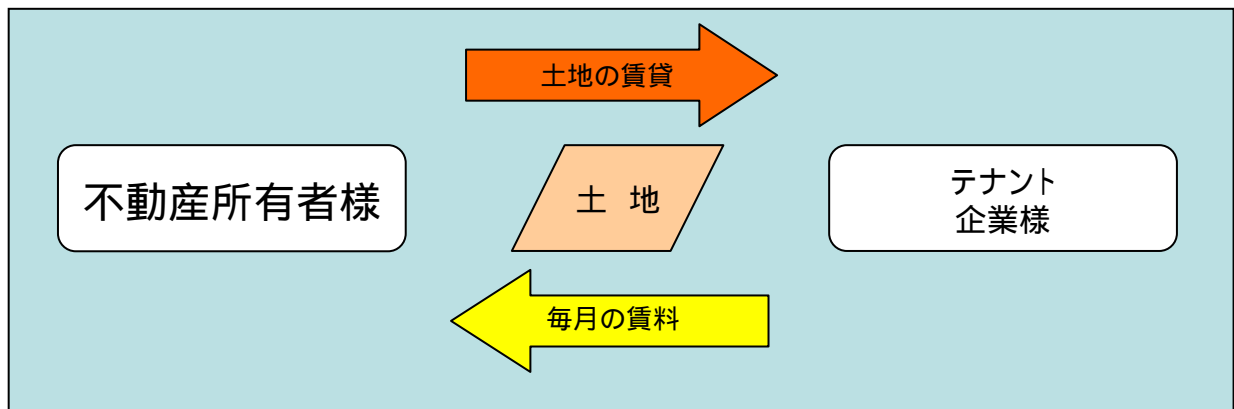 土地の賃貸
不動産所有者様
土 地
テナント
企業様
毎月の賃料